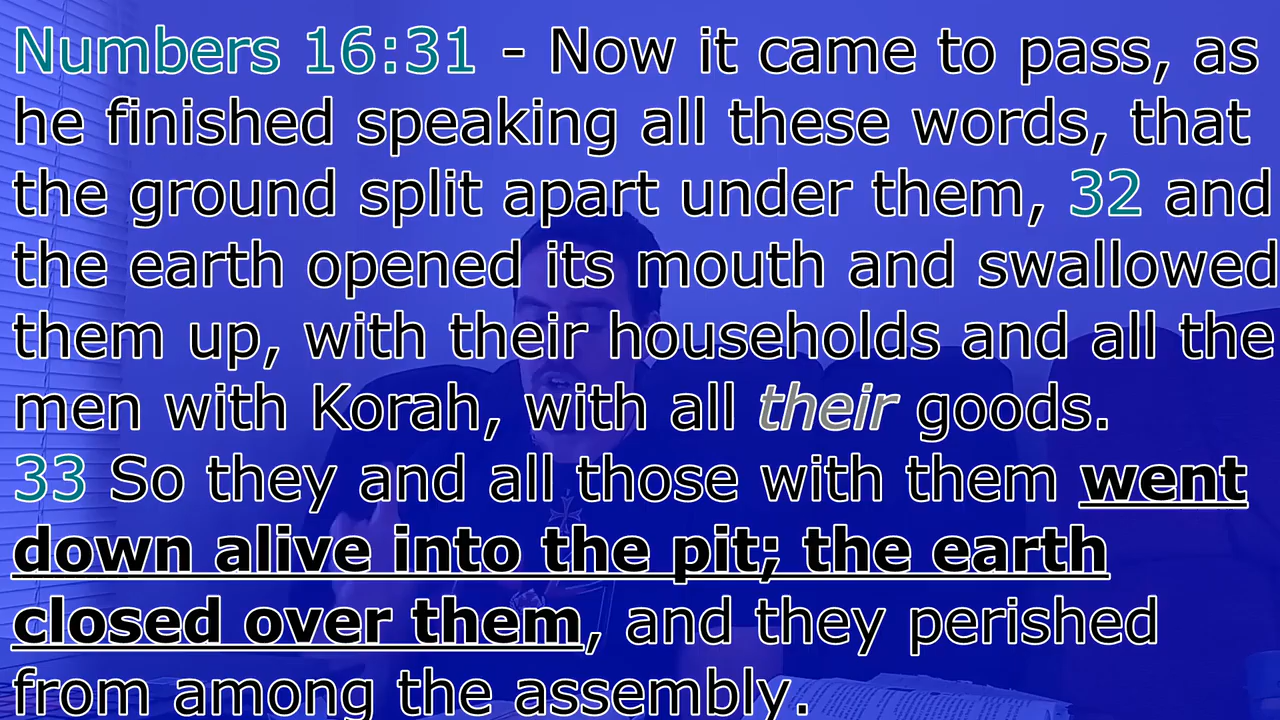 Numbers 16:31 - Now it came to pass, as
he finished speaking all these words, that
the ground split apart under them, 32 and
the earth opened its mouth and swallowed
them up, with their households and all the
men with Korah, with all their goods.
33 So they and all those with them went
down alive into the pit; the earth
closed over them, and they perished
from among the assembly.